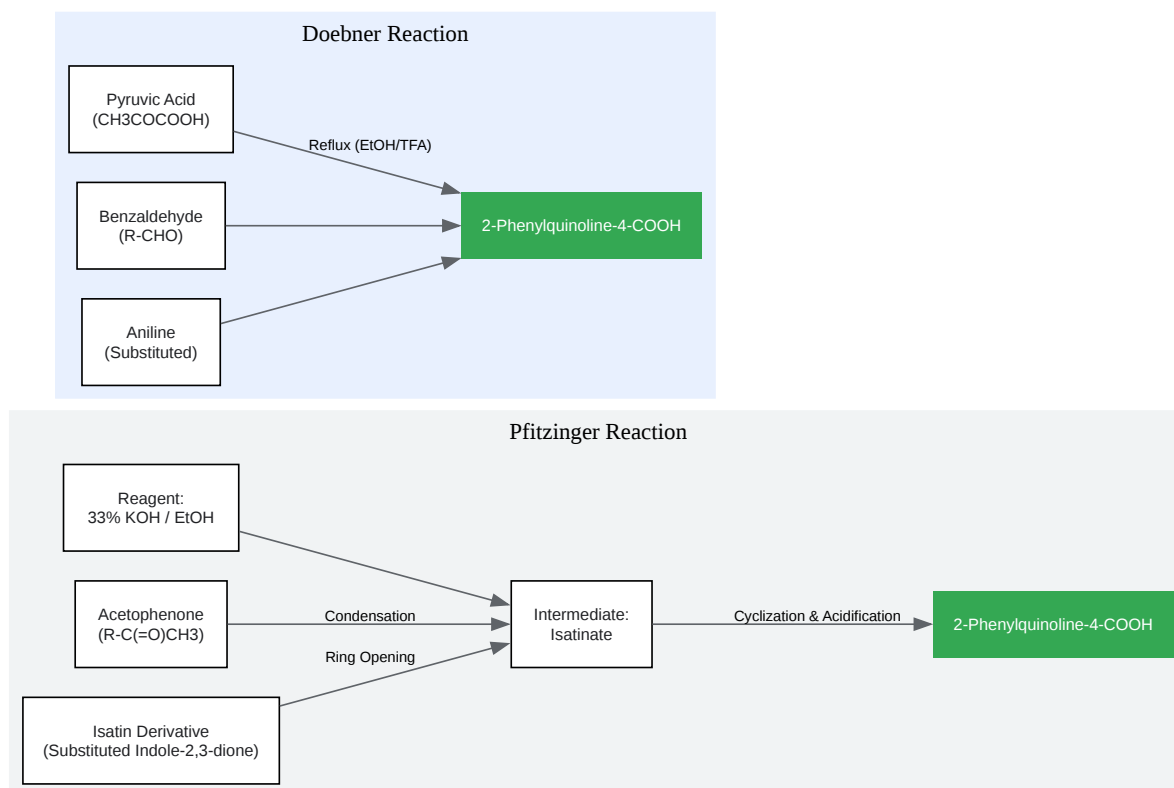 Doebner Reaction
Pyruvic Acid
(CH3COCOOH)
Reflux (EtOH/TFA)
Benzaldehyde
(R-CHO)
2-Phenylquinoline-4-COOH
Aniline
(Substituted)
Pfitzinger Reaction
Reagent:
33% KOH / EtOH
Acetophenone
(R-C(=O)CH3)
Condensation
Ring Opening
Intermediate:
Isatinate
Cyclization & Acidification
2-Phenylquinoline-4-COOH
Isatin Derivative
(Substituted Indole-2,3-dione)